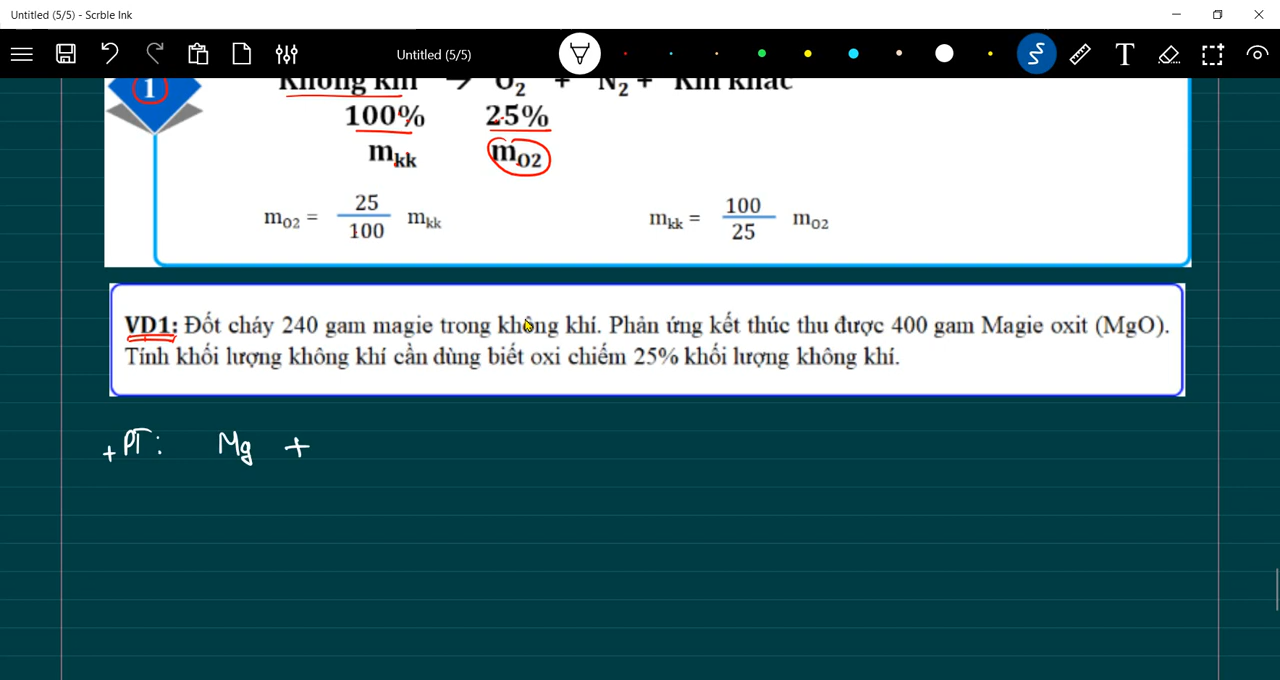 Untitled (5/5) - Scrble Ink
Untitled (5/5)
T
1
Không khí → O2 + N2 + Khí khác
100% 25%
mkk mO2
mO2 = 25/100 mkk mkk = 100/25 mO2
VD1: Đốt cháy 240 gam magie trong không khí. Phản ứng kết thúc thu được 400 gam Magie oxit (MgO).
Tính khối lượng không khí cần dùng biết oxi chiếm 25% khối lượng không khí.
+ PT: Mg +